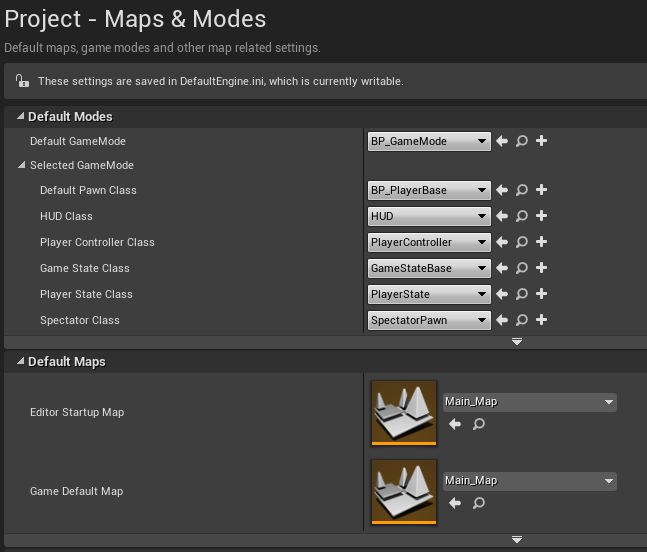 Project - Maps & Modes
Default maps, game modes and other map related settings.
These settings are saved in DefaultEngine.ini, which is currently writable.
Default Modes
Default GameMode BP_GameMode
Selected GameMode
Default Pawn Class BP_PlayerBase
HUD Class HUD
Player Controller Class PlayerController
Game State Class GameStateBase
Player State Class PlayerState
Spectator Class SpectatorPawn
Default Maps
Editor Startup Map Main_Map
Game Default Map Main_Map